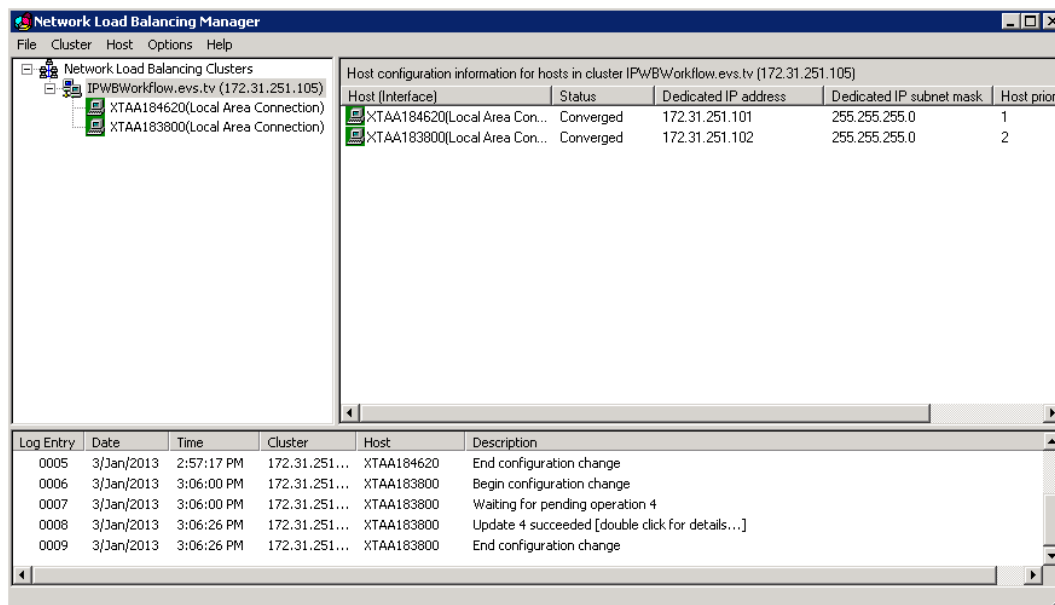 Network Load Balancing Manager
File Cluster Host Options Help
Network Load Balancing Clusters
IPWBWorkflow.evs.tv (172.31.251.105)
XTAA184620(Local Area Connection)
XTAA183800(Local Area Connection)
Host configuration information for hosts in cluster IPWBWorkflow.evs.tv (172.31.251.105)
Host (Interface) Status Dedicated IP address Dedicated IP subnet mask Host prior
XTAA184620(Local Area Con... Converged 172.31.251.101 255.255.255.0 1
XTAA183800(Local Area Con... Converged 172.31.251.102 255.255.255.0 2
Log Entry Date Time Cluster Host Description
0005 3/Jan/2013 2:57:17 PM 172.31.251... XTAA184620 End configuration change
0006 3/Jan/2013 3:06:00 PM 172.31.251... XTAA183800 Begin configuration change
0007 3/Jan/2013 3:06:00 PM 172.31.251... XTAA183800 Waiting for pending operation 4
0008 3/Jan/2013 3:06:26 PM 172.31.251... XTAA183800 Update 4 succeeded [double click for details...]
0009 3/Jan/2013 3:06:26 PM 172.31.251... XTAA183800 End configuration change